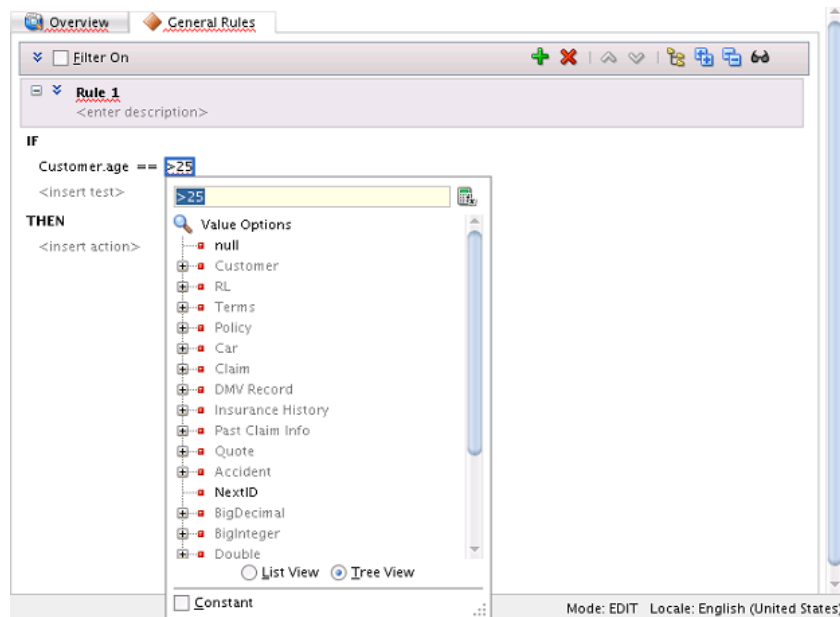 Overview General Rules
Filter On
Rule 1
<enter description>
IF
Customer.age == >25
<insert test>
>25
Value Options
THEN
null
<insert action>
Customer
RL
Terms
Policy
Car
Claim
DMV Record
Insurance History
Past Claim Info
Quote
Accident
NextID
BigDecimal
BigInteger
Double
List View Tree View
Constant
Mode: EDIT Locale: English (United States)